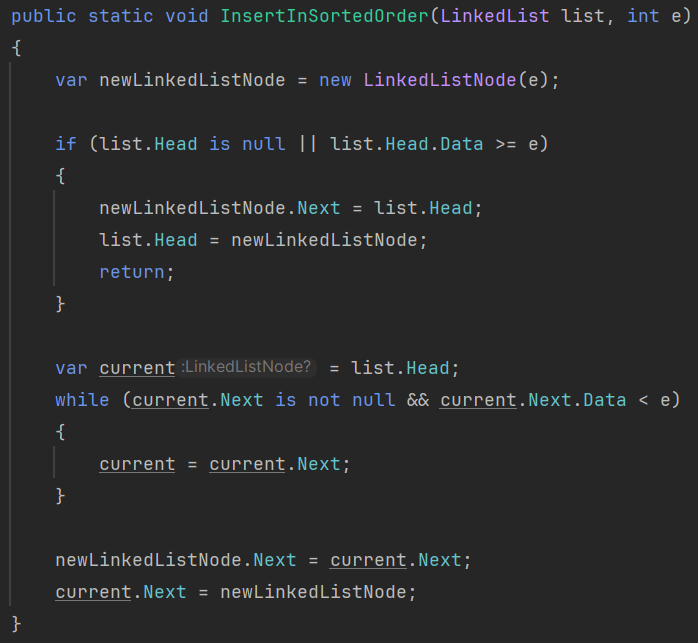 public static void InsertInSortedOrder(LinkedList list, int e)
{
    var newLinkedListNode = new LinkedListNode(e);

    if (list.Head is null || list.Head.Data >= e)
    {
        newLinkedListNode.Next = list.Head;
        list.Head = newLinkedListNode;
        return;
    }

    var current :LinkedListNode? = list.Head;
    while (current.Next is not null && current.Next.Data < e)
    {
        current = current.Next;
    }

    newLinkedListNode.Next = current.Next;
    current.Next = newLinkedListNode;
}